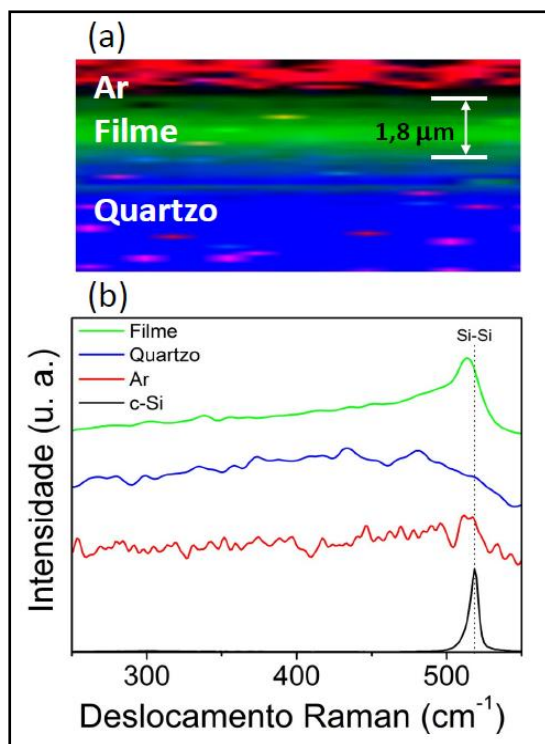 (a)
Ar
Filme
1,8 μm
Quartzo
(b)
Filme
Quartzo
Ar
c-Si
Si-Si
Intensidade (u. a.)
300 400 500
Deslocamento Raman (cm⁻¹)